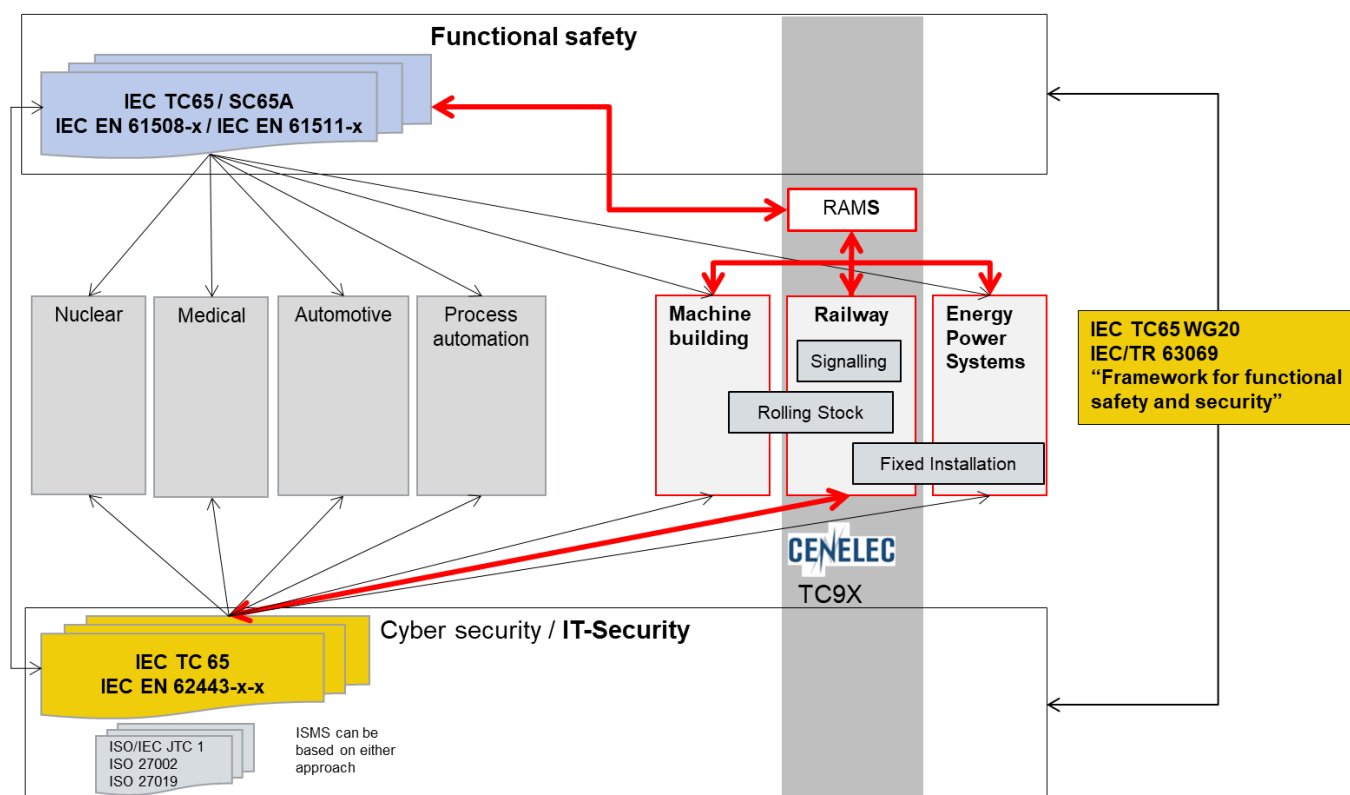 Functional safety
IEC TC65 / SC65A
IEC EN 61508-x / IEC EN 61511-x
RAMS
Nuclear
Medical
Automotive
Process
automation
Machine
building
Railway
Energy
Power
Systems
Signalling
Rolling Stock
Fixed Installation
IEC TC65 WG20
IEC/TR 63069
“Framework for functional
safety and security”
CENELEC
TC9X
Cyber security / IT-Security
IEC TC 65
IEC EN 62443-x-x
ISO/IEC JTC 1
ISO 27002
ISO 27019
ISMS can be
based on either
approach